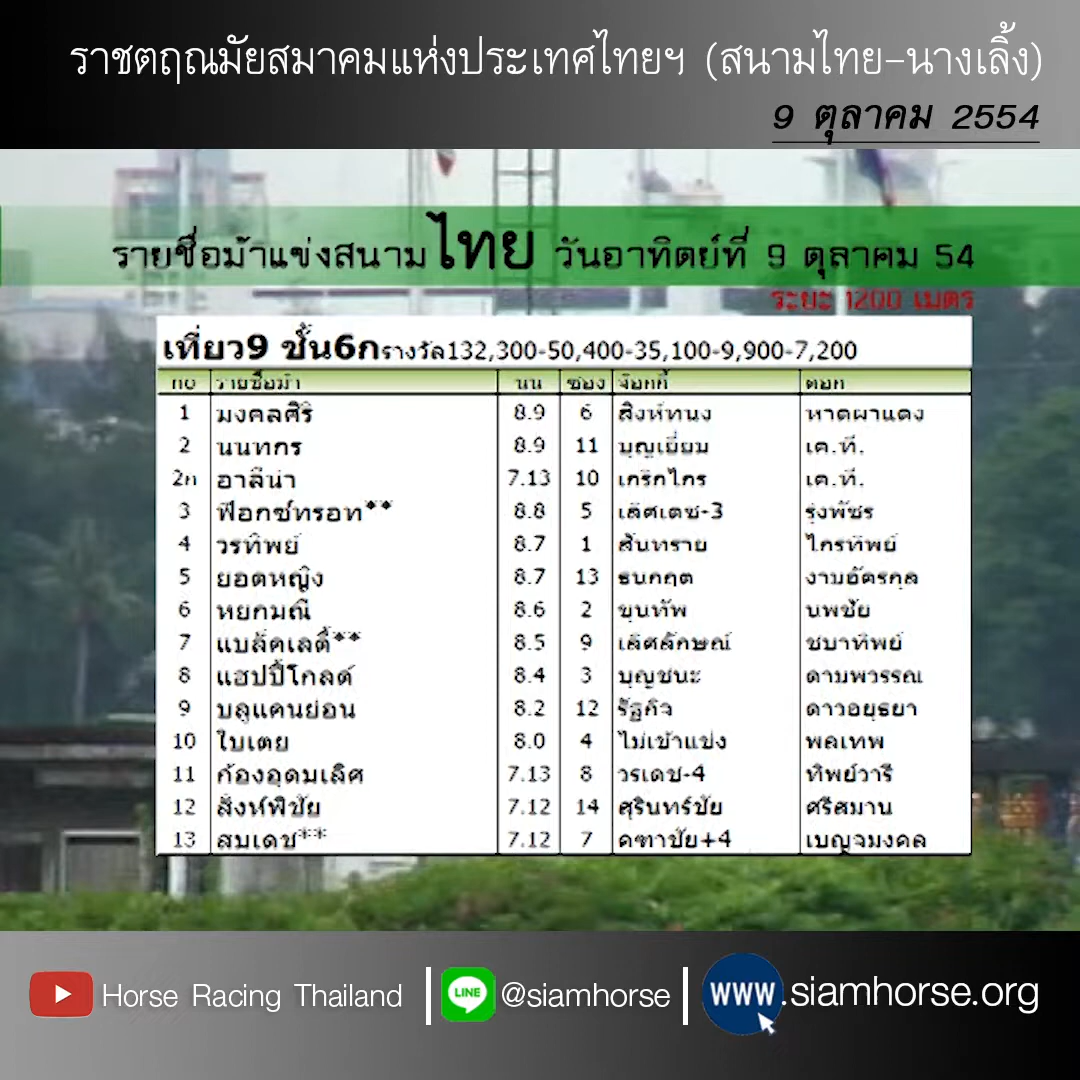 ราชตฤณมัยสมาคมแห่งประเทศไทยฯ (สนามไทย-นางเลิ้ง)
9 ตุลาคม 2554
รายชื่อม้าแข่งสนามไทย วันอาทิตย์ที่ 9 ตุลาคม 54
ระยะ 1200 เมตร
เที่ยว9 ชั้น6ก รางวัล132,300-50,400-35,100-9,900-7,200
no รายชื่อม้า นน ช่อง จ๊อกกี้ คอก
1 มงคลศิริ 8.9 6 สิงห์ทนง หาดผาแดง
2 นนทกร 8.9 11 บุญเยี่ยม เค.ที.
2ก อาลีน่า 7.13 10 เกริกไกร เค.ที.
3 ฟ๊อกซ์ทรอท** 8.8 5 เลิศเดช-3 รุ่งพัชร
4 วรทิพย์ 8.7 1 สันทราย ไกรทิพย์
5 ยอดหญิง 8.7 13 ธนกฤต งามฉัตรกุล
6 หยกมณี 8.6 2 ขุนทัพ นพชัย
7 แบล๊คเลดี้** 8.5 9 เลิศลักษณ์ ชบาทิพย์
8 แฮปปี้โกลด์ 8.4 3 บุญชนะ ดามพวรรณ
9 บลูแคนย่อน 8.2 12 รัฐกิจ ดาวอยุธยา
10 ใบเตย 8.0 4 ไม่เข้าแข่ง พลเทพ
11 ก้องอุดมเลิศ 7.13 8 วรเดช-4 ทิพย์วารี
12 สิงห์พิชัย 7.12 14 สุรินทร์ชัย ศรีสมาน
13 สมเดช** 7.12 7 คฑาชัย+4 เบญจมงคล
Horse Racing Thailand | LINE @siamhorse | www.siamhorse.org